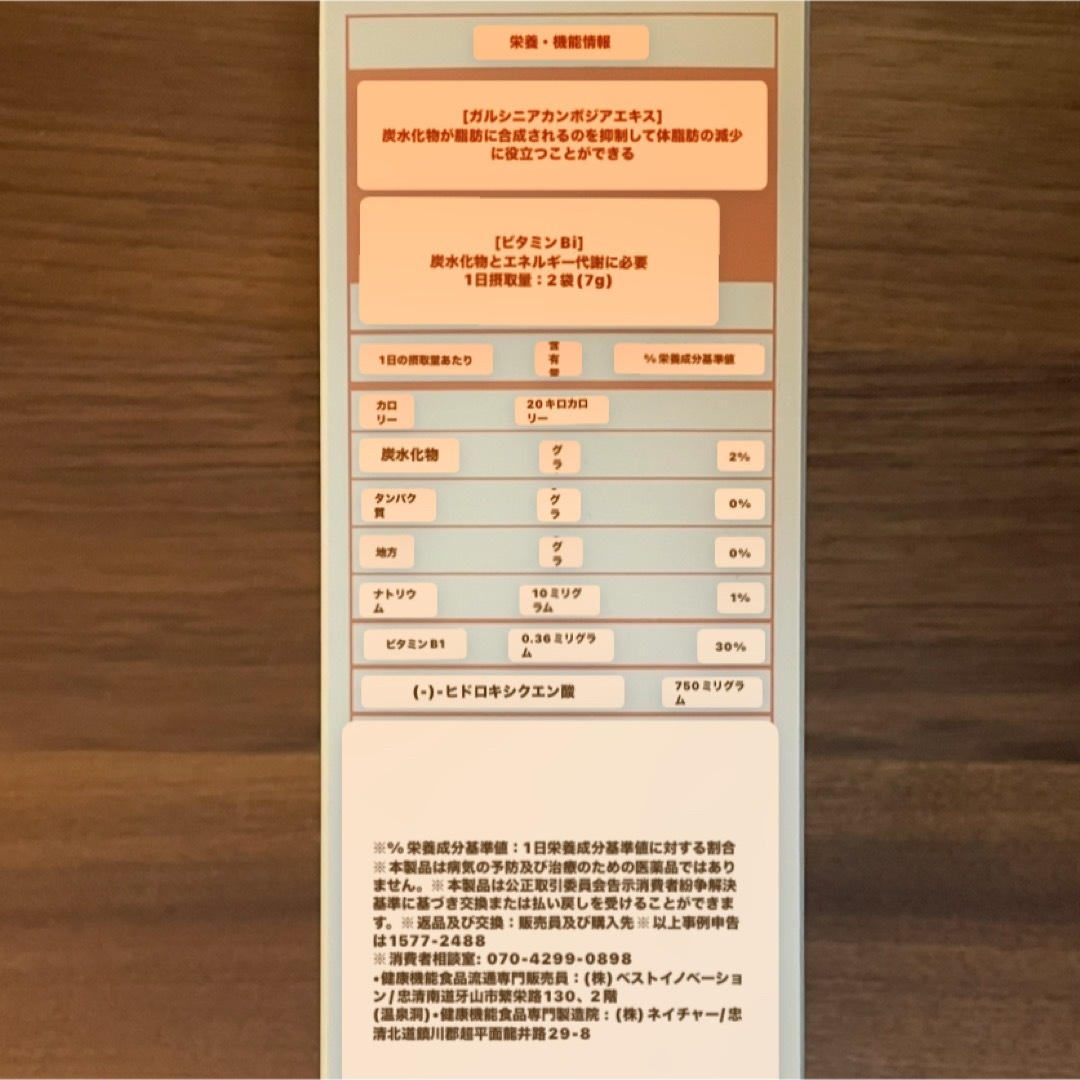 栄養・機能情報
[ガルシニアカンボジアエキス]
炭水化物が脂肪に合成されるのを抑制して体脂肪の減少
に役立つことができる
[ビタミンBi]
炭水化物とエネルギー代謝に必要
1日摂取量：2袋(7g)
1日の摂取量あたり 含有量 % 栄養成分基準値
カロ
リー
20キロカロ
リー
炭水化物 グラ 2%
タンパク
質
グラ 0%
地方 グラ 0%
ナトリウ
ム
10ミリグ
ラム
1%
ビタミンB1
0.36ミリグラ
ム
30%
(-)-ヒドロキシクエン酸
750ミリグラ
ム
※% 栄養成分基準値：1日栄養成分基準値に対する割合
※本製品は病気の予防及び治療のための医薬品ではあり
ません。※本製品は公正取引委員会告示消費者紛争解決
基準に基づき交換または払い戻しを受けることができま
す。※返品及び交換：販売員及び購入先※以上事例申告
は1577-2488
※消費者相談室: 070-4299-0898
•健康機能食品流通専門販売員：(株)ベストイノベーショ
ン/忠清南道牙山市繁栄路130、2階
(温泉洞)•健康機能食品専門製造院：(株)ネイチャー/忠
清北道鎮川郡超平面龍井路29-8